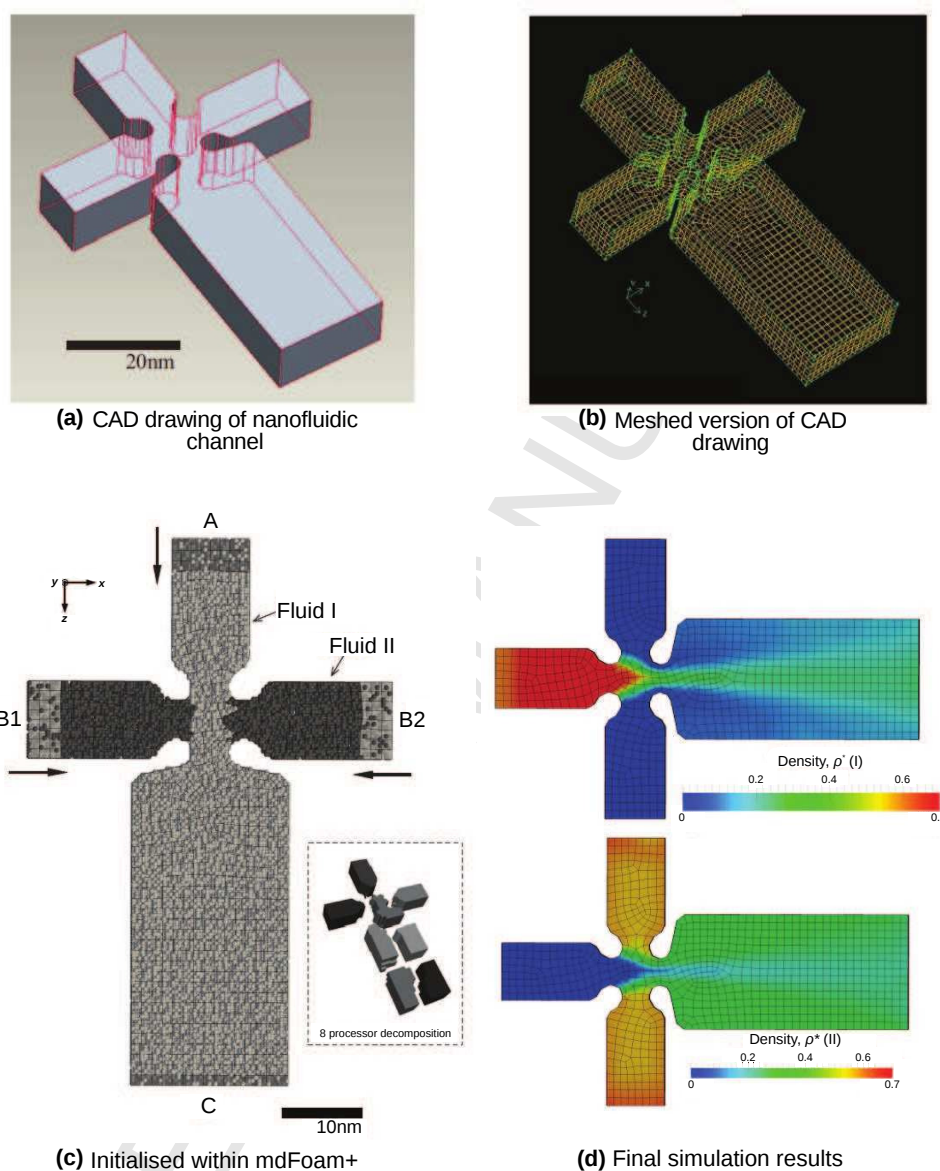 20nm
(a) CAD drawing of nanofluidic
channel
Y X
Z
(b) Meshed version of CAD
drawing
A
y x
z
Fluid I
Fluid II
B1
B2
C
8 processor decomposition
10nm
(c) Initialised within mdFoam+
Density, ρ* (I)
0.2 0.4 0.6
0 0.
Density, ρ* (II)
0.2 0.4 0.6
0 0.7
(d) Final simulation results